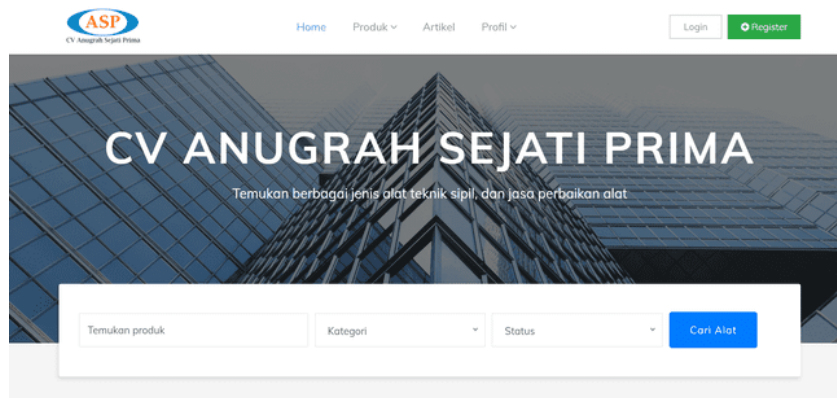 ASP
CV Anugrah Sejati Prima
Home Produk Artikel Profil Login Register
CV ANUGRAH SEJATI PRIMA
Temukan berbagai jenis alat teknik sipil, dan jasa perbaikan alat
Temukan produk Kategori Status Cari Alat